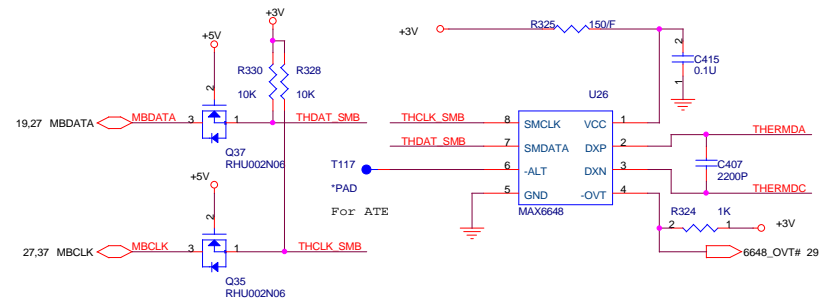 +3V
R325
150/F
+3V
+5V
2
C415
0.1U
1
R330
R328
2
10K
10K
U26
19,27 MBDATA
MBDATA
3
1
THDAT_SMB
THCLK_SMB
8
SMCLK
VCC
1
THDAT_SMB
7
SMDATA
DXP
2
THERMDA
Q37
RHU002N06
T117
6
-ALT
DXN
3
C407
2200P
+5V
*PAD
5
GND
-OVT
4
THERMDC
For ATE
MAX6648
R324
1K
2
2
1
+3V
27,37 MBCLK
MBCLK
3
1
THCLK_SMB
6648_OVT# 29
Q35
RHU002N06